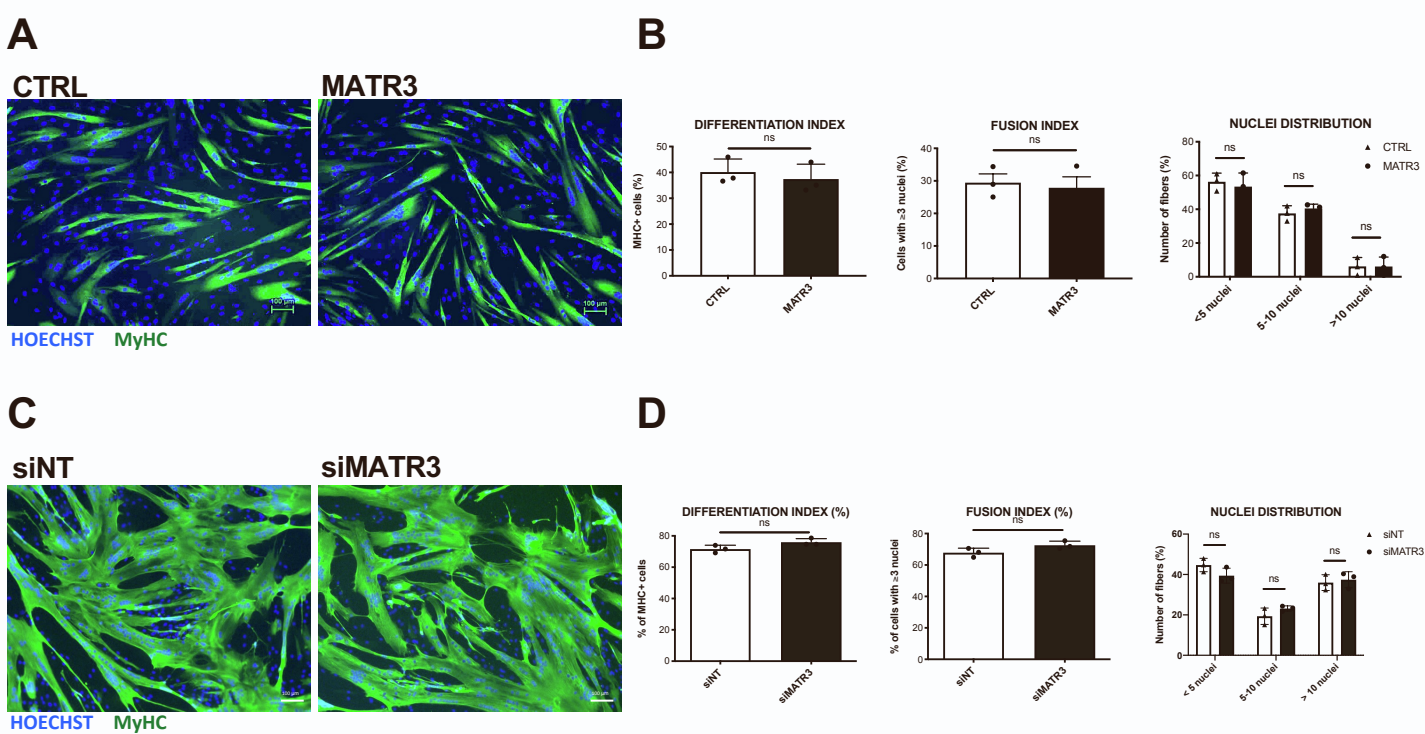 A
CTRL
MATR3
100 µm
100 µm
HOECHST MyHC
B
DIFFERENTIATION INDEX
ns
MHC+ cells (%)
50
40
30
20
10
0
CTRL
MATR3
FUSION INDEX
ns
Cells with ≥3 nuclei (%)
40
30
20
10
0
CTRL
MATR3
NUCLEI DISTRIBUTION
CTRL
MATR3
Number of fibers (%)
80
60
40
20
0
ns
ns
ns
<5 nuclei
5-10 nuclei
>10 nuclei
C
siNT
siMATR3
100 µm
100 µm
HOECHST MyHC
D
DIFFERENTIATION INDEX (%)
ns
% of MHC+ cells
80
60
40
20
0
siNT
siMATR3
FUSION INDEX (%)
ns
% of cells with ≥3 nuclei
80
60
40
20
0
siNT
siMATR3
NUCLEI DISTRIBUTION
siNT
siMATR3
Number of fibers (%)
60
40
20
0
ns
ns
ns
< 5 nuclei
5-10 nuclei
> 10 nuclei